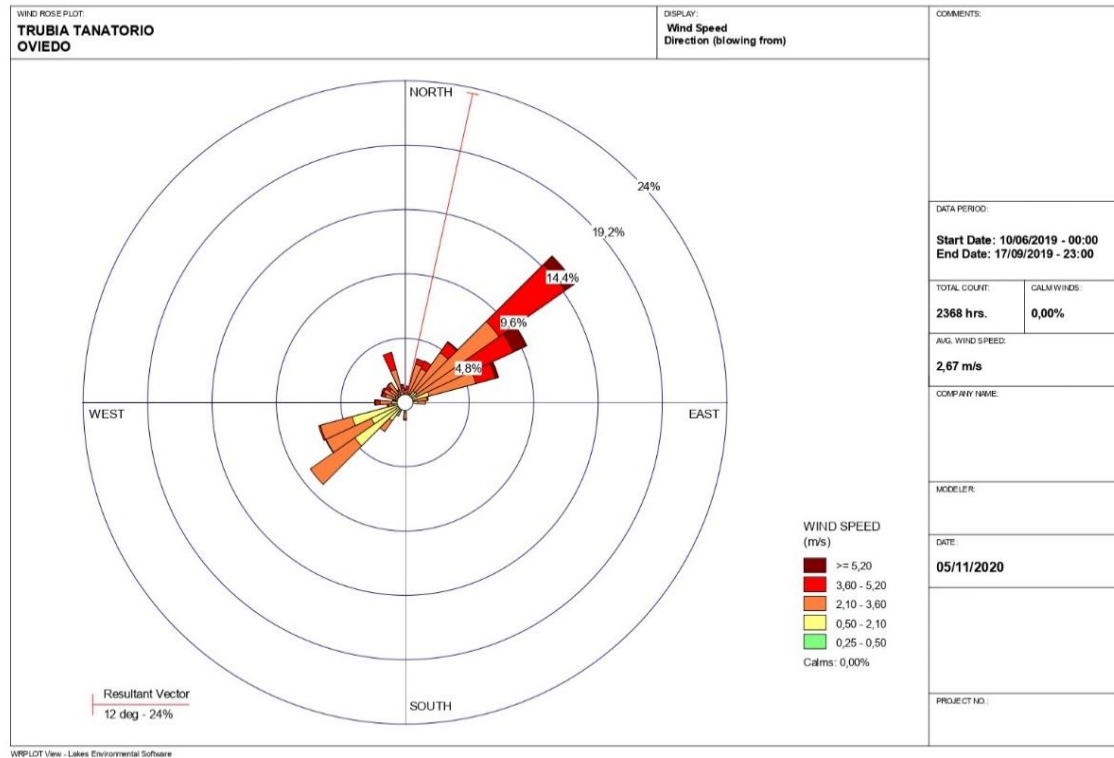 WIND ROSE PLOT:
TRUBIA TANATORIO
OVIEDO
DISPLAY:
Wind Speed
Direction (blowing from)
COMMENTS:
NORTH
24%
19,2%
14,4%
9,6%
4,8%
WEST
EAST
SOUTH
WIND SPEED
(m/s)
>= 5,20
3,60 - 5,20
2,10 - 3,60
0,50 - 2,10
0,25 - 0,50
Calms: 0,00%
Resultant Vector
12 deg - 24%
DATA PERIOD:
Start Date: 10/06/2019 - 00:00
End Date: 17/09/2019 - 23:00
TOTAL COUNT:
2368 hrs.
CALM WINDS:
0,00%
AVG. WIND SPEED:
2,67 m/s
COMPANY NAME:
MODELER:
DATE:
05/11/2020
PROJECT NO.:
WRPLOT View - Lakes Environmental Software